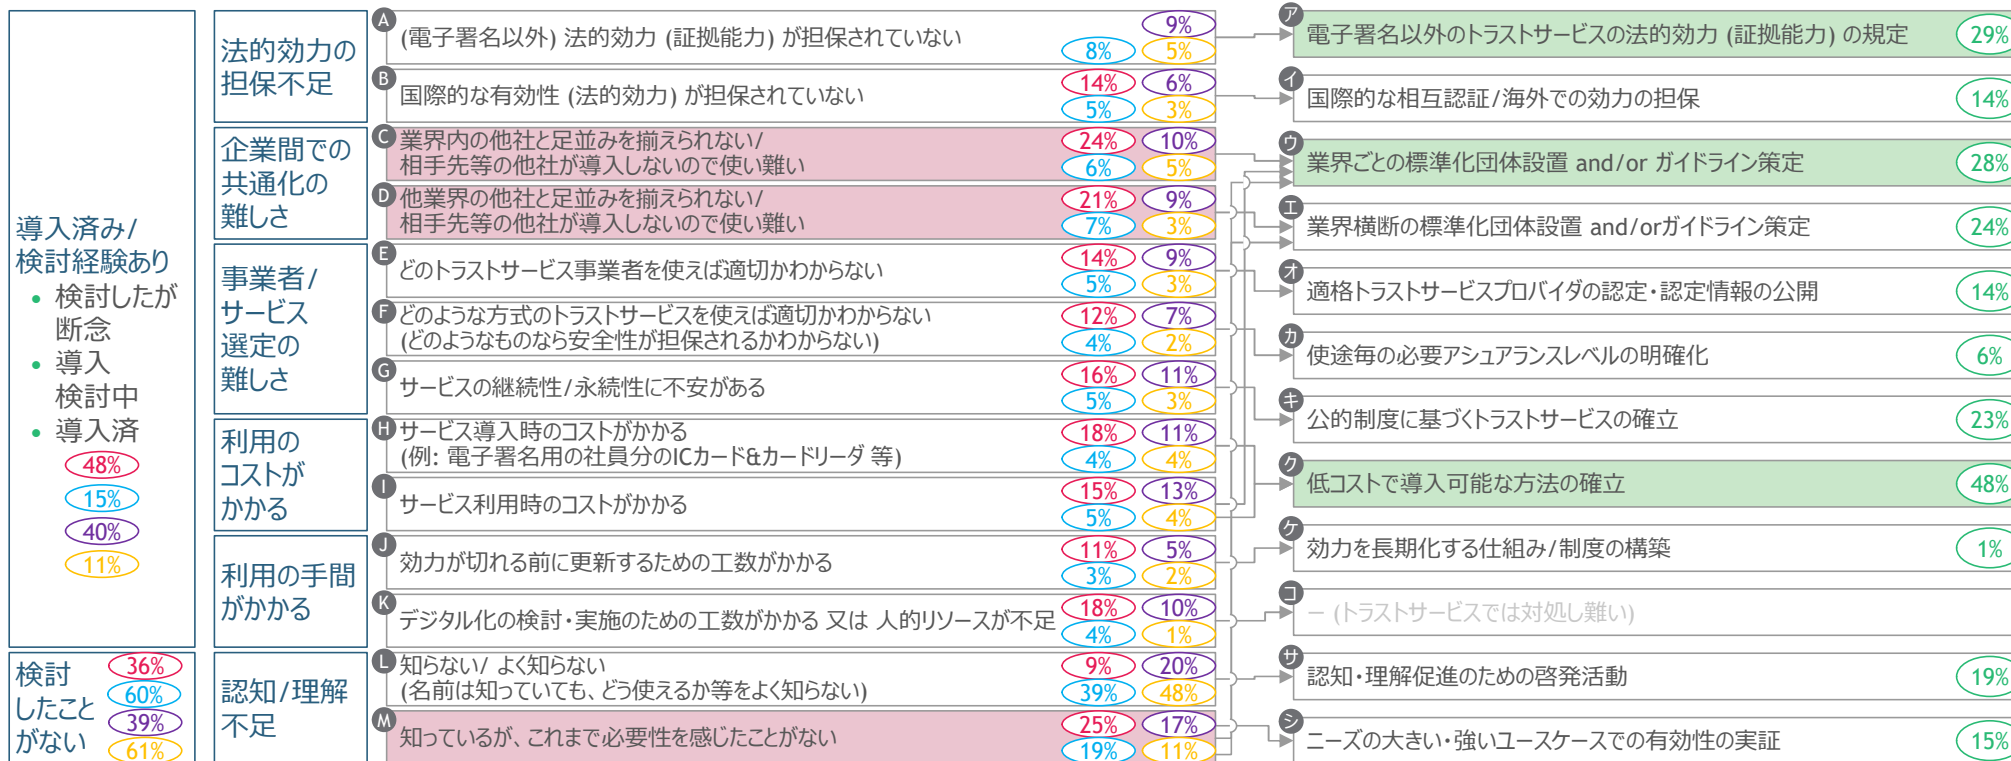 導入済み/
検討経験あり
• 検討したが
断念
• 導入
検討中
• 導入済
48%
15%
40%
11%
検討
したこと
がない
36%
60%
39%
61%
法的効力の
担保不足
A
(電子署名以外) 法的効力 (証拠能力) が担保されていない
9%
8%
5%
B
国際的な有効性 (法的効力) が担保されていない
14%
6%
5%
3%
企業間での
共通化の
難しさ
C
業界内の他社と足並みを揃えられない/
相手先等の他社が導入しないので使い難い
24%
10%
6%
5%
D
他業界の他社と足並みを揃えられない/
相手先等の他社が導入しないので使い難い
21%
9%
7%
3%
事業者/
サービス
選定の
難しさ
E
どのトラストサービス事業者を使えば適切かわからない
14%
9%
5%
3%
F
どのような方式のトラストサービスを使えば適切かわからない
(どのようなものなら安全性が担保されるかわからない)
12%
7%
4%
2%
G
サービスの継続性/永続性に不安がある
16%
11%
5%
3%
利用の
コストが
かかる
H
サービス導入時のコストがかかる
(例: 電子署名用の社員分のICカード&カードリーダ 等)
18%
11%
4%
4%
I
サービス利用時のコストがかかる
15%
13%
5%
4%
利用の手間
がかかる
J
効力が切れる前に更新するための工数がかかる
11%
5%
3%
2%
K
デジタル化の検討・実施のための工数がかかる 又は 人的リソースが不足
18%
10%
4%
1%
認知/理解
不足
L
知らない/ よく知らない
(名前は知っていても、どう使えるか等をよく知らない)
9%
20%
39%
48%
M
知っているが、これまで必要性を感じたことがない
25%
17%
19%
11%
ア
電子署名以外のトラストサービスの法的効力 (証拠能力) の規定
29%
イ
国際的な相互認証/海外での効力の担保
14%
ウ
業界ごとの標準化団体設置 and/or ガイドライン策定
28%
エ
業界横断の標準化団体設置 and/orガイドライン策定
24%
オ
適格トラストサービスプロバイダの認定・認定情報の公開
14%
カ
使途毎の必要アシュアランスレベルの明確化
6%
キ
公的制度に基づくトラストサービスの確立
23%
ク
低コストで導入可能な方法の確立
48%
ケ
効力を長期化する仕組み/制度の構築
1%
コ
— (トラストサービスでは対処し難い)
サ
認知・理解促進のための啓発活動
19%
シ
ニーズの大きい・強いユースケースでの有効性の実証
15%